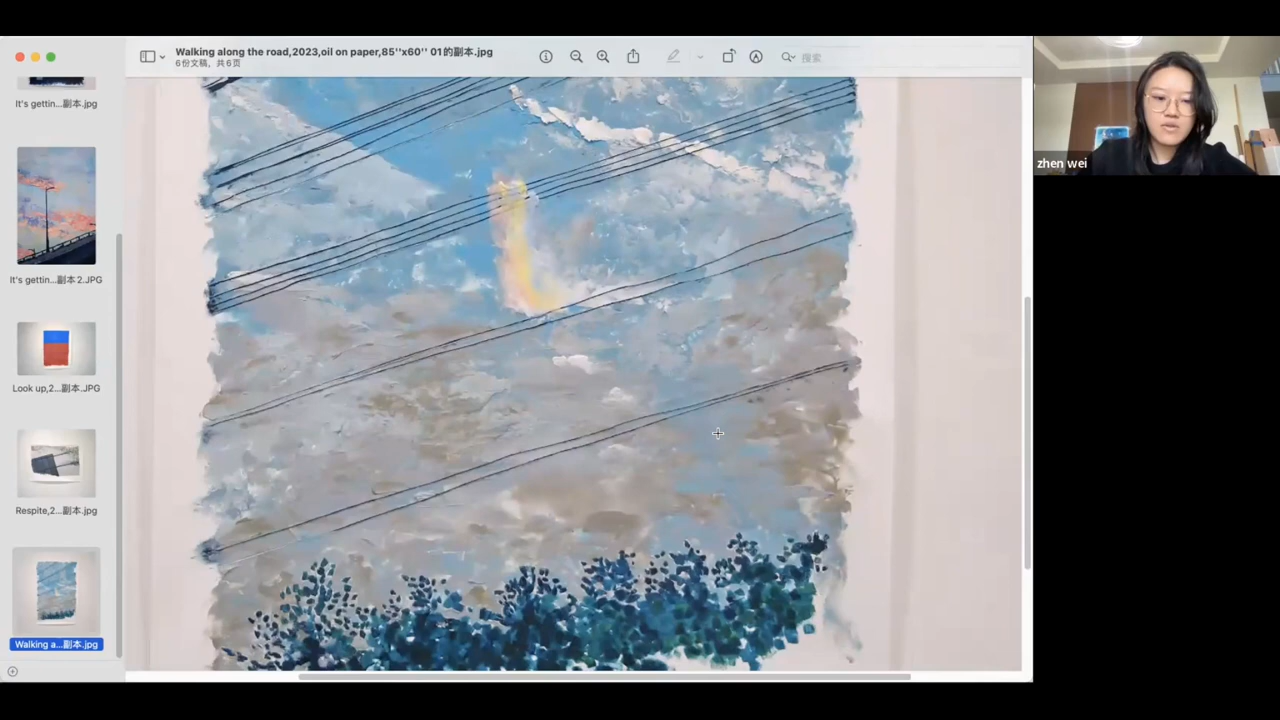 Walking along the road,2023,oil on paper,85''x60'' 01的副本.jpg
6份文稿，共6页
搜索
It's gettin...副本.jpg
It's gettin...副本2.JPG
Look up,2...副本.JPG
Respite,2...副本.jpg
Walking a...副本.jpg
zhen wei